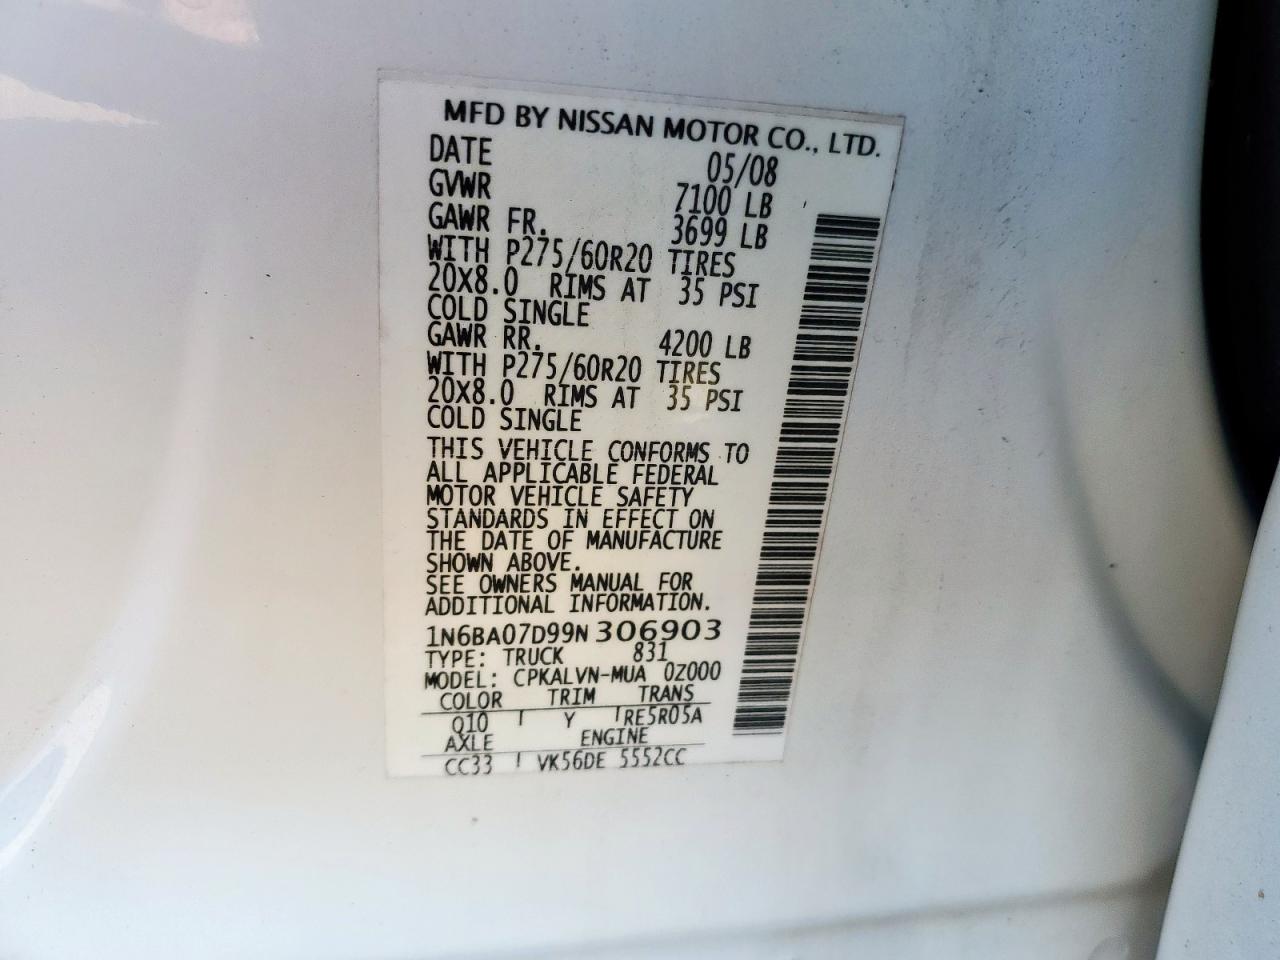 MFD BY NISSAN MOTOR CO., LTD.
DATE 05/08
GVWR 7100 LB
GAWR FR. 3699 LB
WITH P275/60R20 TIRES
20X8.0 RIMS AT 35 PSI
COLD SINGLE
GAWR RR. 4200 LB
WITH P275/60R20 TIRES
20X8.0 RIMS AT 35 PSI
COLD SINGLE
THIS VEHICLE CONFORMS TO
ALL APPLICABLE FEDERAL
MOTOR VEHICLE SAFETY
STANDARDS IN EFFECT ON
THE DATE OF MANUFACTURE
SHOWN ABOVE.
SEE OWNERS MANUAL FOR
ADDITIONAL INFORMATION.
1N6BA07D99N 306903
TYPE: TRUCK 831
MODEL: CPKALVN-MUA 0Z000
COLOR TRIM TRANS
Q10 Y RE5R05A
AXLE ENGINE
CC33 VK56DE 5552CC